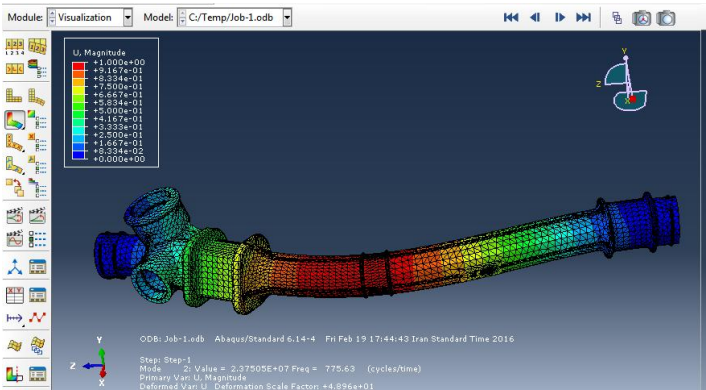 Module: Visualization Model: C:/Temp/Job-1.odb
U, Magnitude
+1.000e+00
+9.167e-01
+8.334e-01
+7.500e-01
+6.667e-01
+5.834e-01
+5.000e-01
+4.167e-01
+3.333e-01
+2.500e-01
+1.667e-01
+8.334e-02
+0.000e+00
Y
Z
X
ODB: Job-1.odb Abaqus/Standard 6.14-4 Fri Feb 19 17:44:43 Iran Standard Time 2016
Step: Step-1
Mode 2: Value = 2.37505E+07 Freq = 775.63 (cycles/time)
Primary Var: U, Magnitude
Deformed Var: U Deformation Scale Factor: +4.896e+01
Y
Z
X